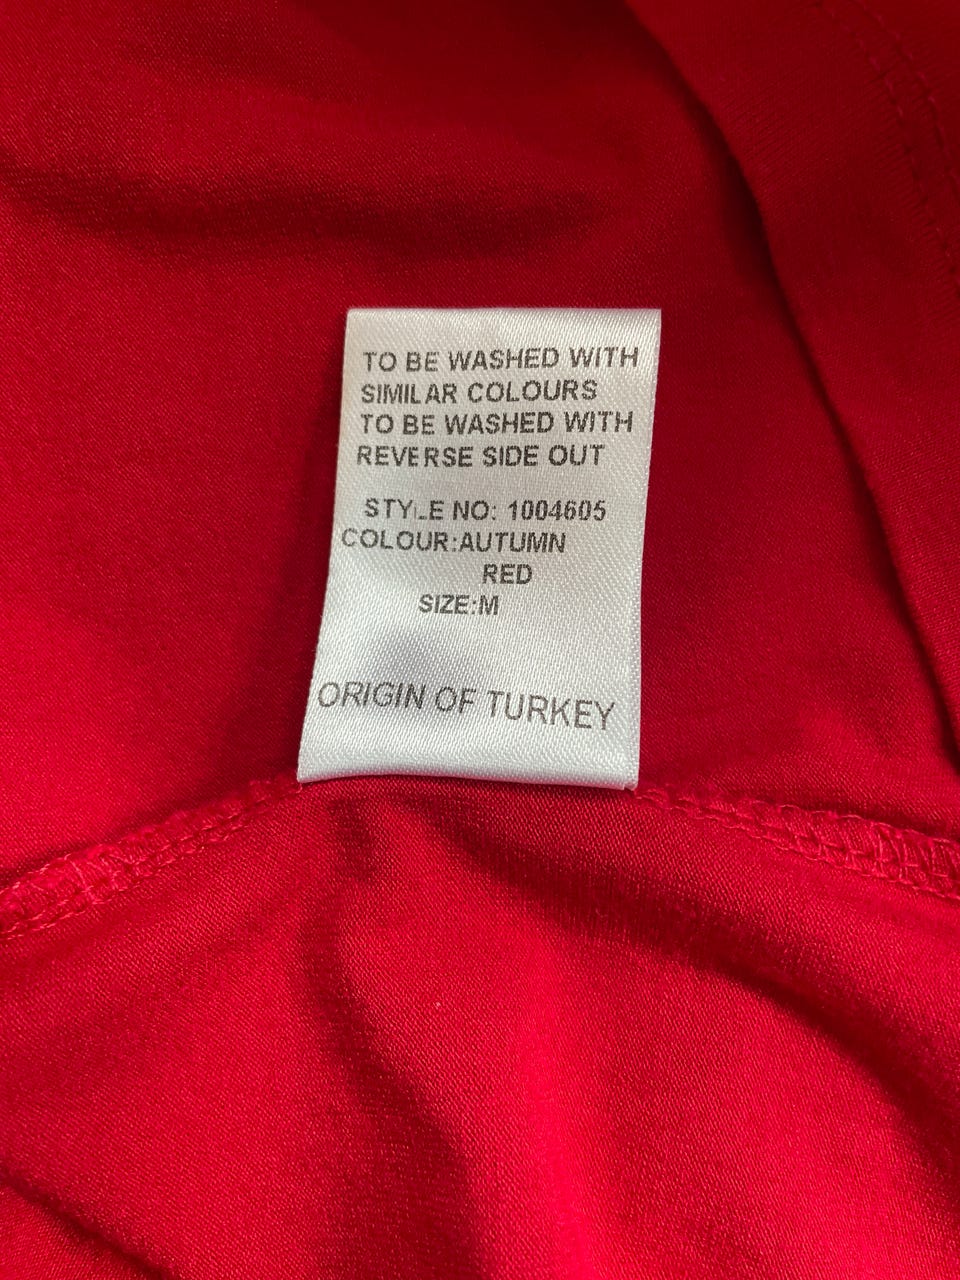 TO BE WASHED WITH
SIMILAR COLOURS
TO BE WASHED WITH
REVERSE SIDE OUT
STYLE NO: 1004605
COLOUR:AUTUMN
RED
SIZE:M
ORIGIN OF TURKEY